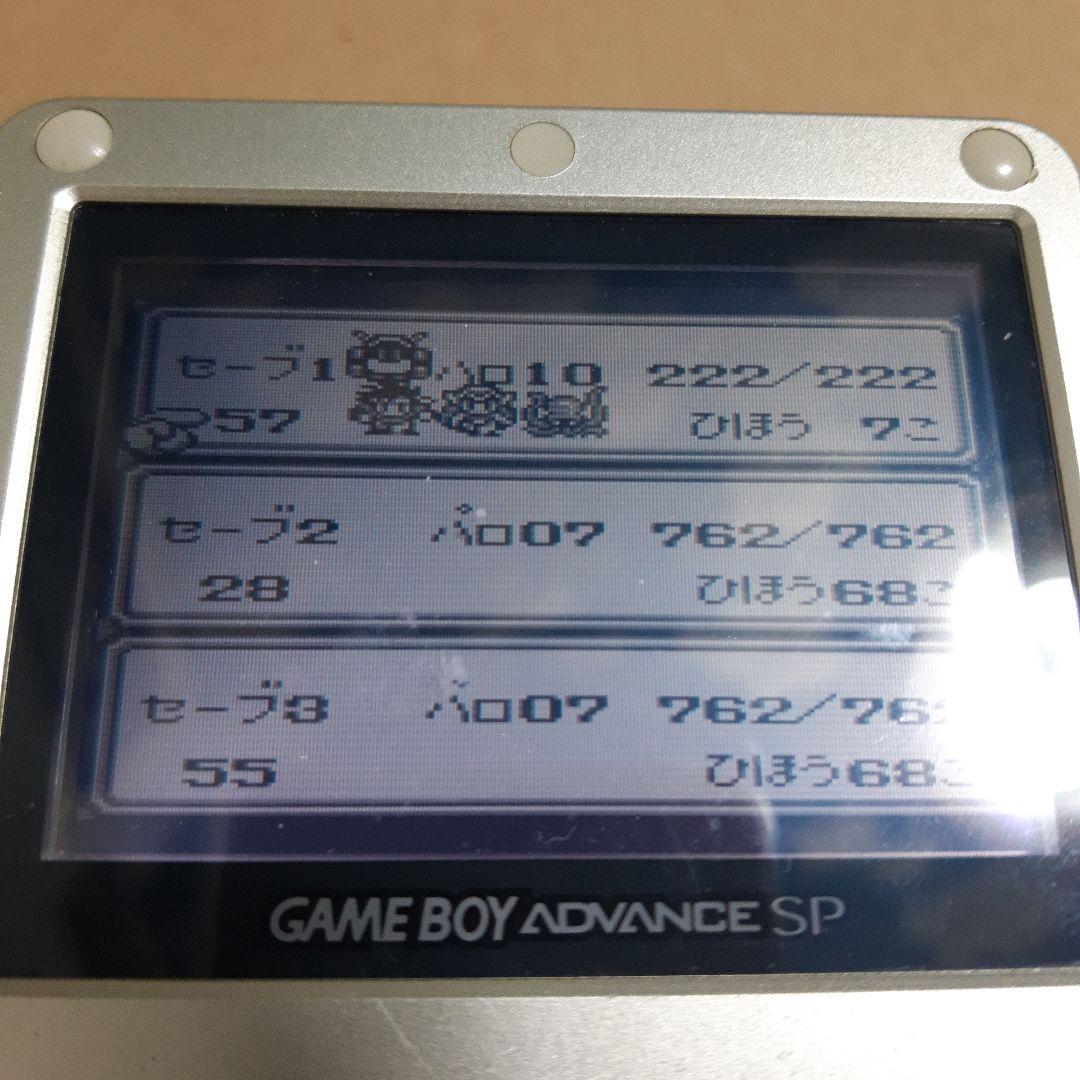 セーブ1 パロ10 222/222
57 ひほう 7こ
セーブ2 パロ07 762/762
28 ひほう68こ
セーブ3 パロ07 762/762
55 ひほう68こ
GAME BOY ADVANCE SP